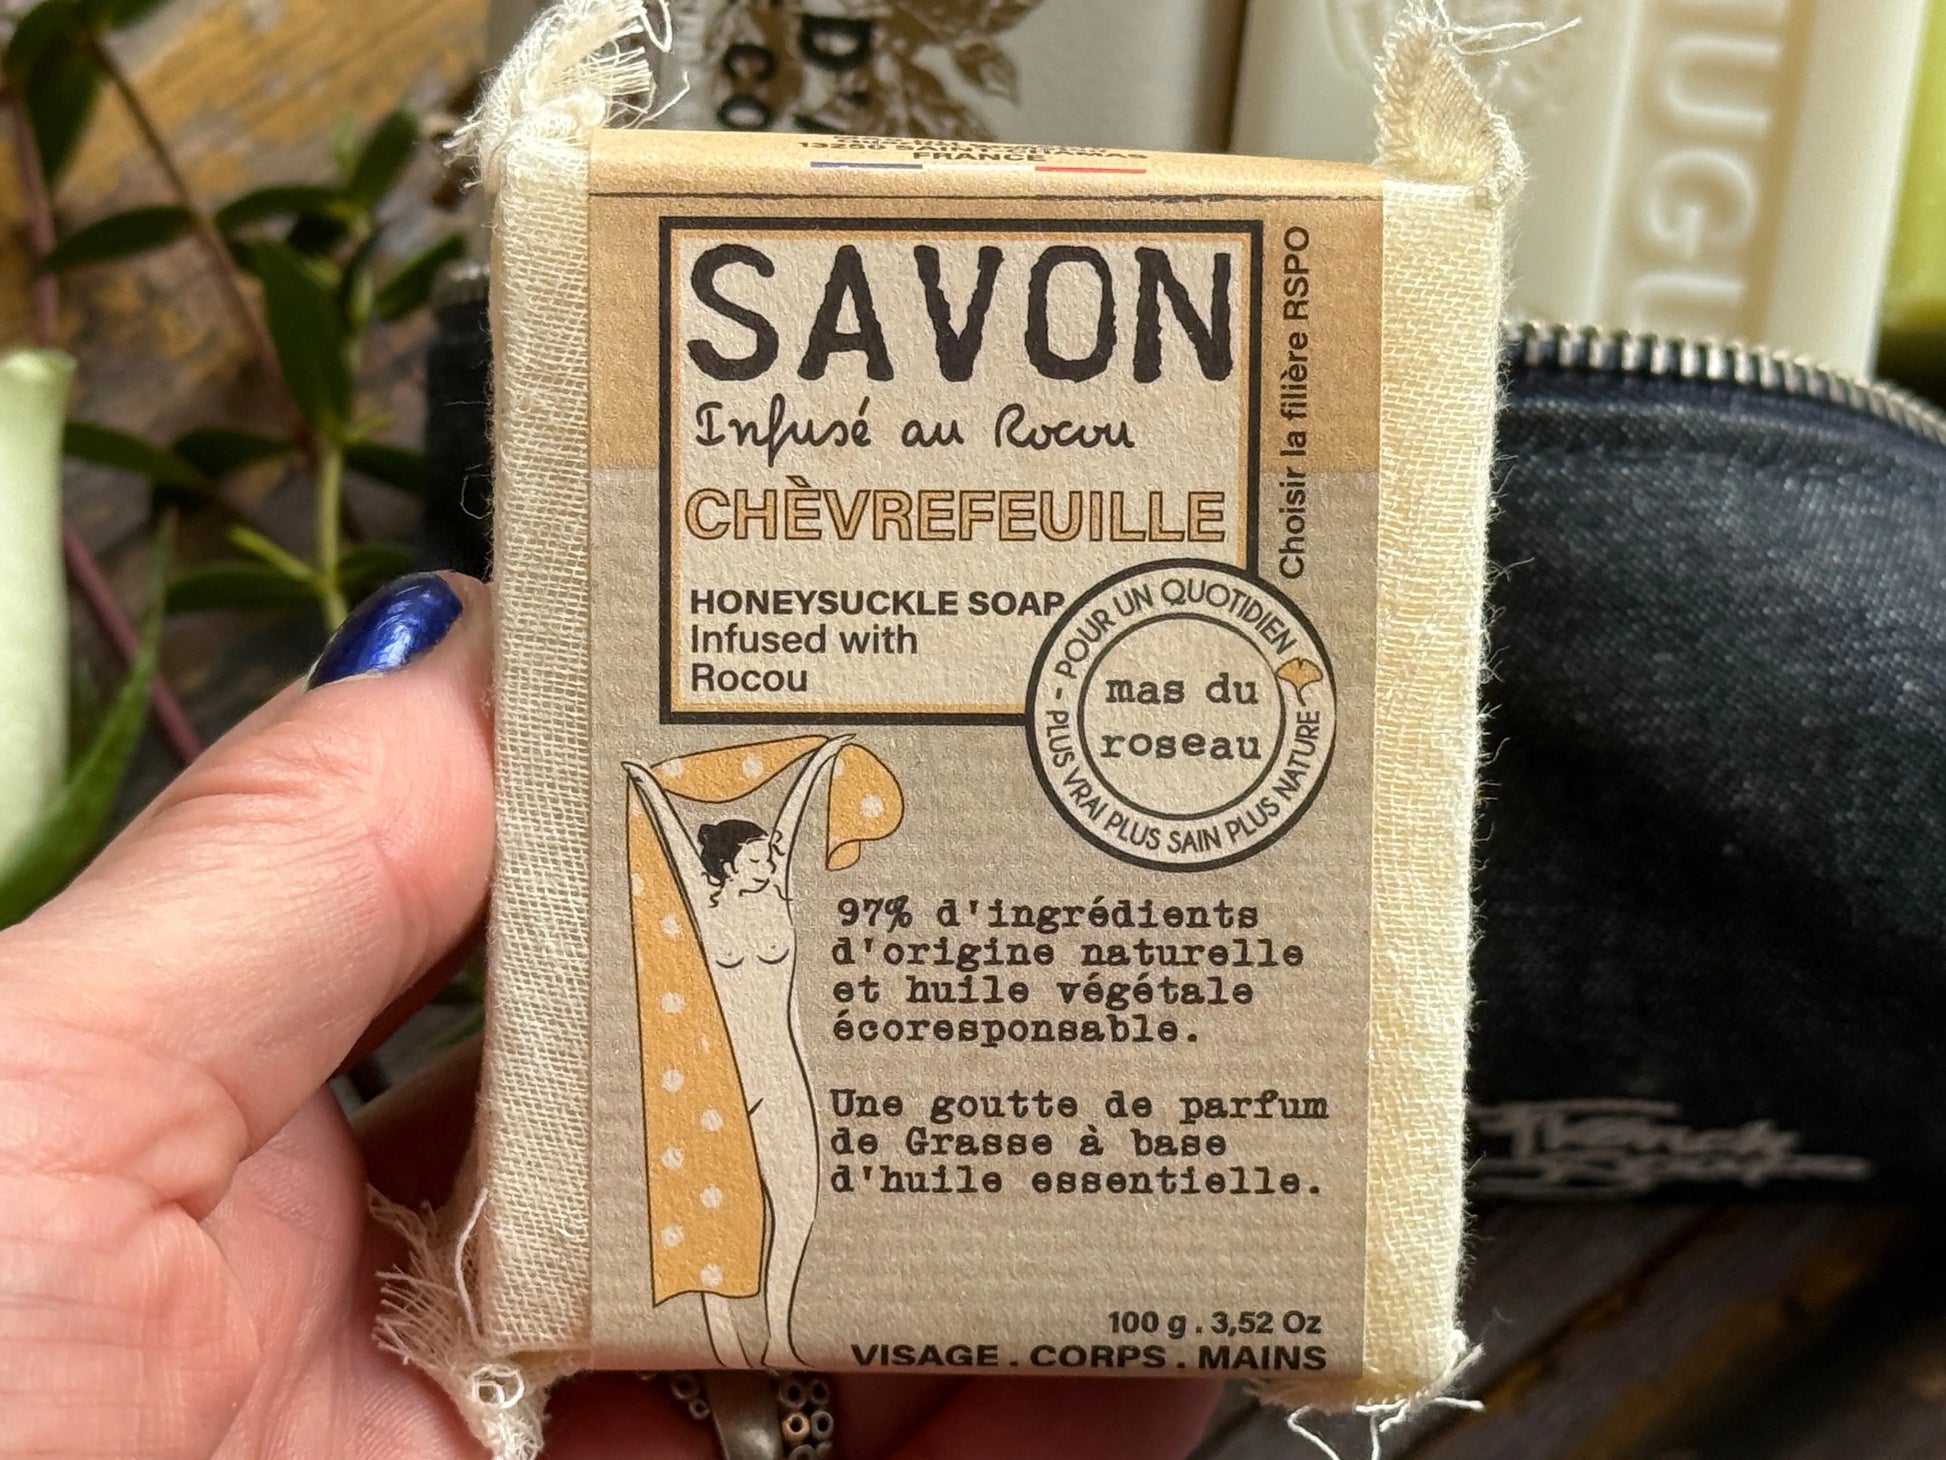 FRANCE
SAVON
Infusé au Rocou
CHÈVREFEUILLE
HONEYSUCKLE SOAP
Infused with
Rocou
Choisir la filière RSPO
POUR UN QUOTIDIEN
PLUS VRAI PLUS SAIN PLUS NATURE -
mas du
roseau
97% d'ingrédients
d'origine naturelle
et huile végétale
écoresponsable.
Une goutte de parfum
de Grasse à base
d'huile essentielle.
100 g . 3,52 Oz
VISAGE . CORPS . MAINS